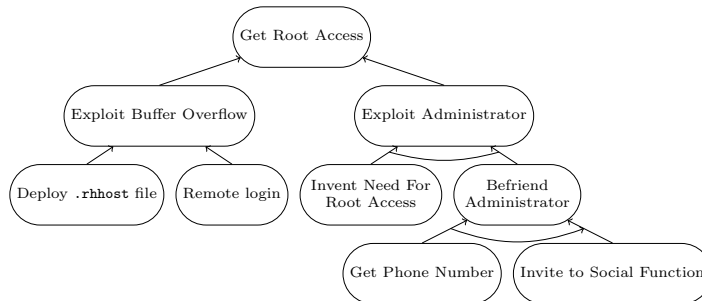 Get Root Access
Exploit Buffer Overflow
Exploit Administrator
Deploy .rhhost file
Remote login
Invent Need For
Root Access
Befriend
Administrator
Get Phone Number
Invite to Social Function